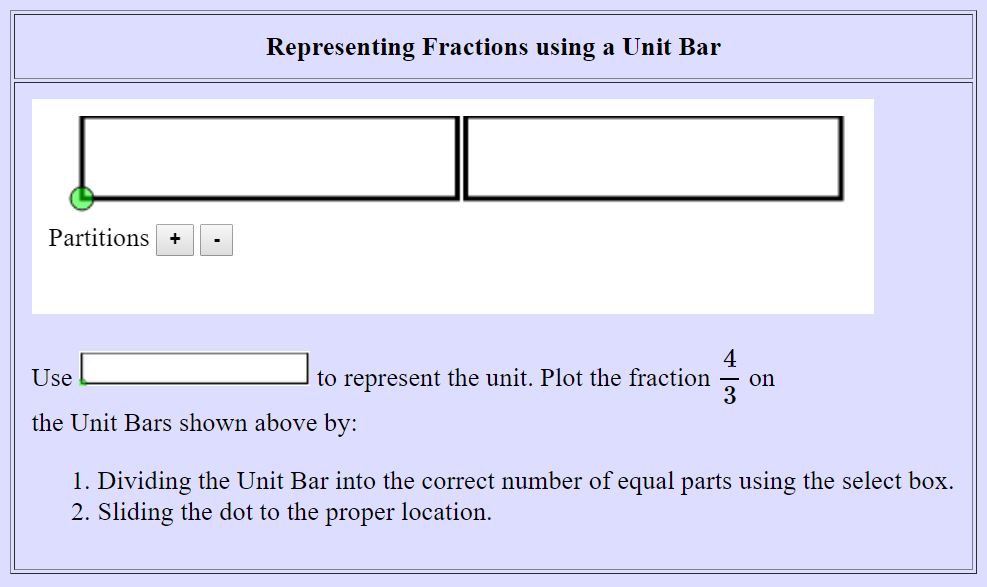 Representing Fractions using a Unit Bar
Partitions + -
Use to represent the unit. Plot the fraction 4/3 on
the Unit Bars shown above by:
1. Dividing the Unit Bar into the correct number of equal parts using the select box.
2. Sliding the dot to the proper location.